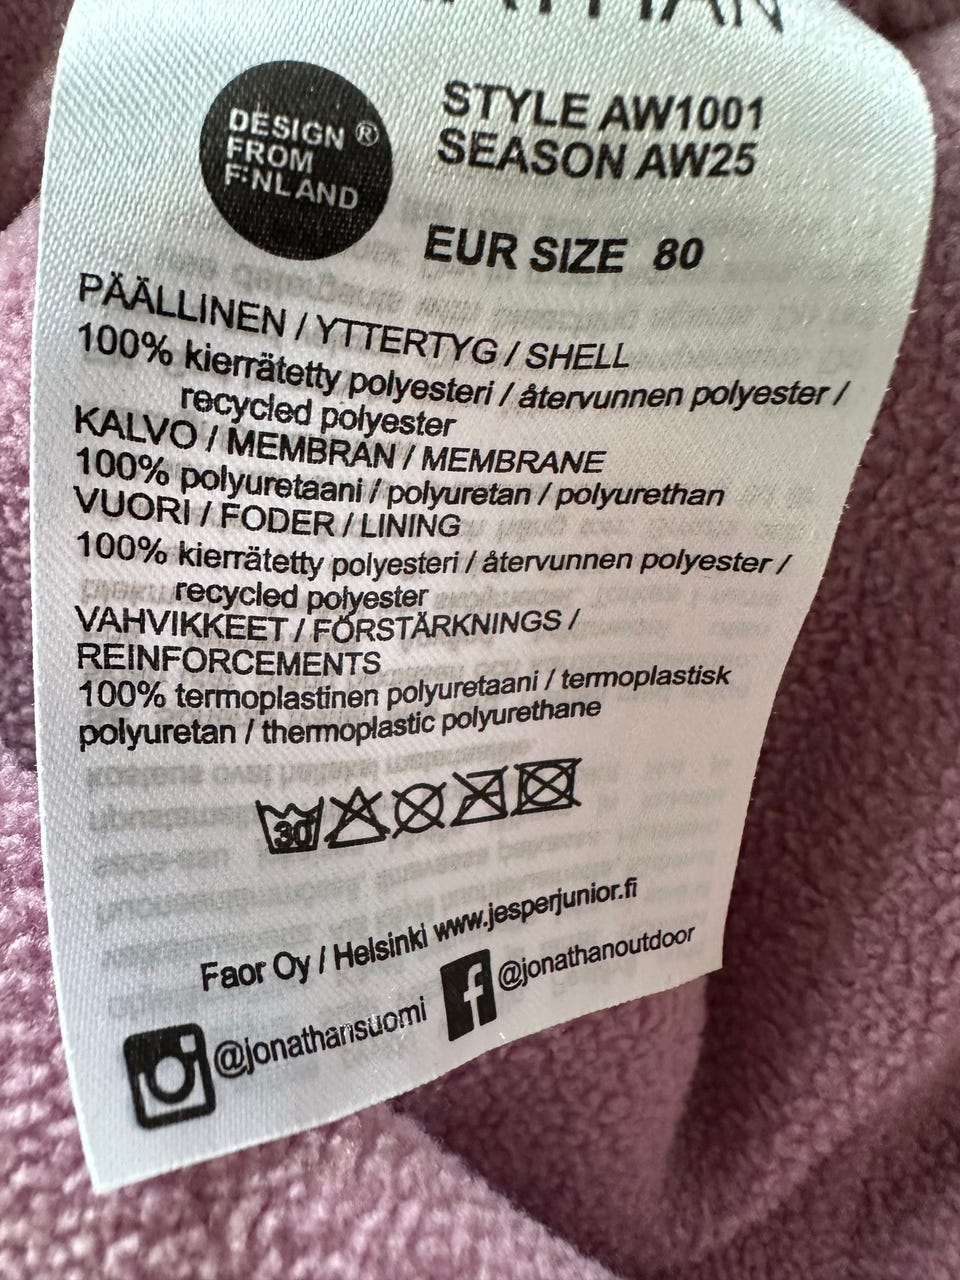 DESIGN ®
FROM
FINLAND
STYLE AW1001
SEASON AW25
EUR SIZE 80
PÄÄLLINEN / YTTERTYG / SHELL
100% kierrätetty polyesteri / återvunnen polyester /
recycled polyester
KALVO / MEMBRAN / MEMBRANE
100% polyuretaani / polyuretan / polyurethan
VUORI / FODER / LINING
100% kierrätetty polyesteri / återvunnen polyester /
recycled polyester
VAHVIKKEET / FÖRSTÄRKNINGS /
REINFORCEMENTS
100% termoplastinen polyuretaani / termoplastisk
polyuretan / thermoplastic polyurethane
30
Faor Oy / Helsinki www.jesperjunior.fi
@jonathansuomi
f @jonathanoutdoor